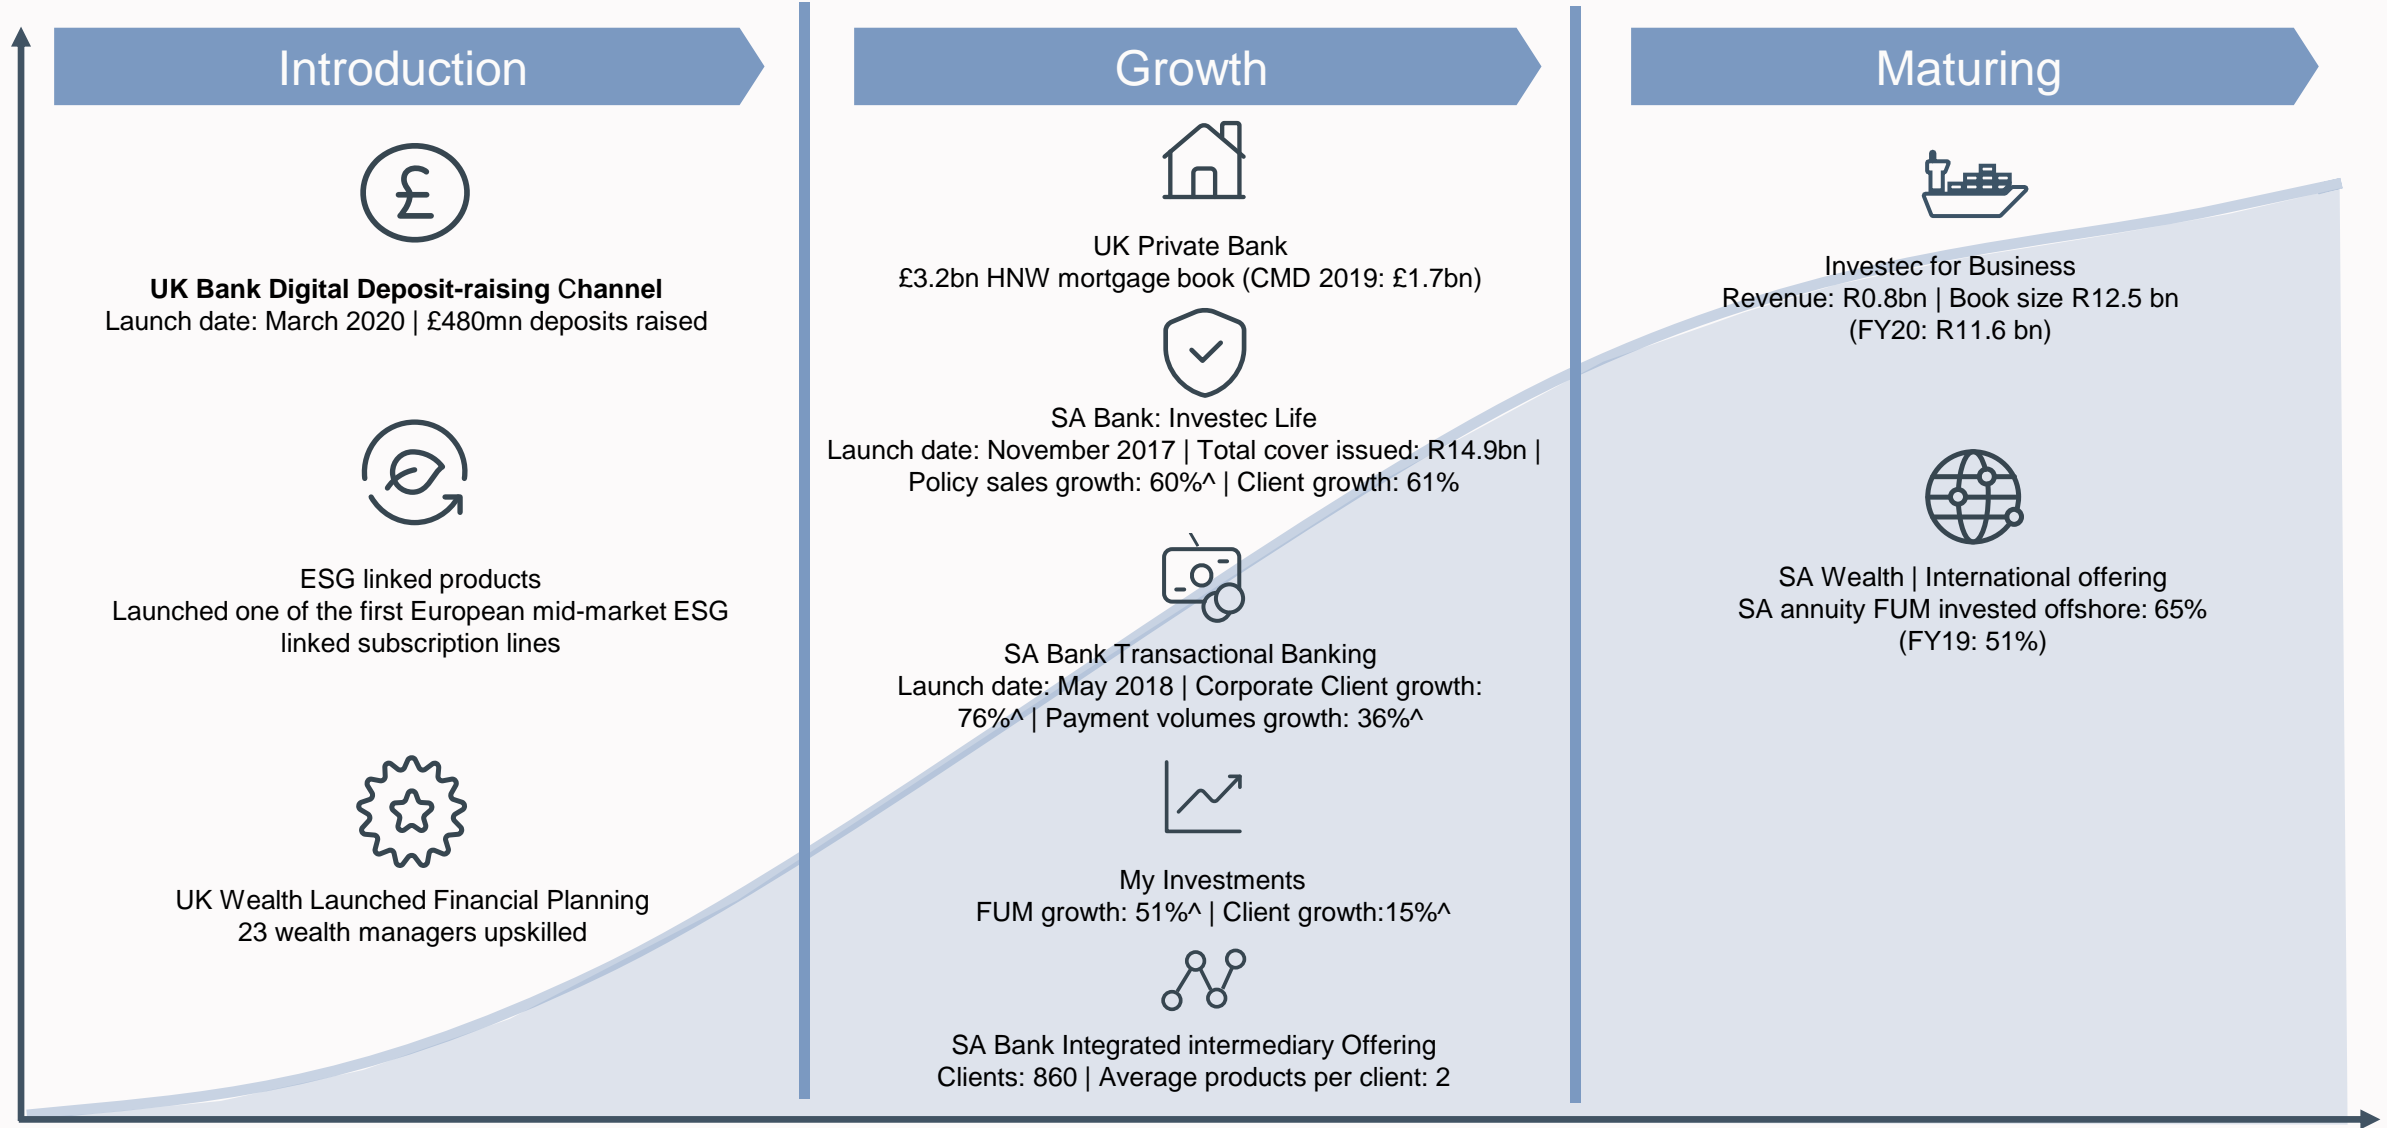 Introduction
UK Bank Digital Deposit-raising Channel
Launch date: March 2020 | £480mn deposits raised
ESG linked products
Launched one of the first European mid-market ESG
linked subscription lines
UK Wealth Launched Financial Planning
23 wealth managers upskilled
Growth
UK Private Bank
£3.2bn HNW mortgage book (CMD 2019: £1.7bn)
SA Bank: Investec Life
Launch date: November 2017 | Total cover issued: R14.9bn |
Policy sales growth: 60%^ | Client growth: 61%
SA Bank Transactional Banking
Launch date: May 2018 | Corporate Client growth:
76%^ | Payment volumes growth: 36%^
My Investments
FUM growth: 51%^ | Client growth:15%^
SA Bank Integrated intermediary Offering
Clients: 860 | Average products per client: 2
Maturing
Investec for Business
Revenue: R0.8bn | Book size R12.5 bn
(FY20: R11.6 bn)
SA Wealth | International offering
SA annuity FUM invested offshore: 65%
(FY19: 51%)